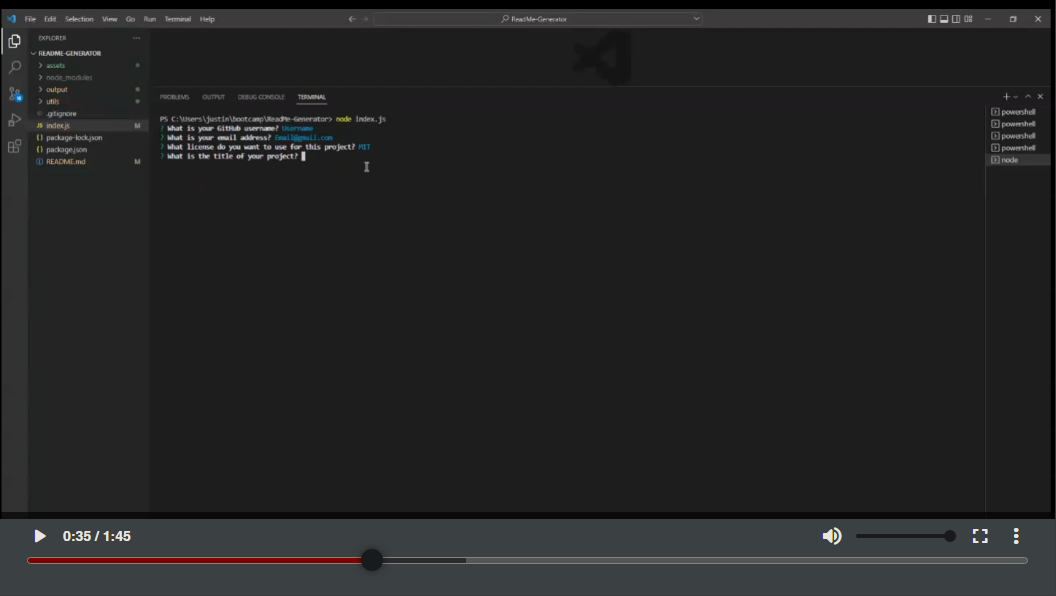 File Edit Selection View Go Run Terminal Help
ReadMe-Generator
EXPLORER
README-GENERATOR
assets
node_modules
output
utils
.gitignore
index.js M
package-lock.json
package.json
README.md M
PROBLEMS OUTPUT DEBUG CONSOLE TERMINAL
PS C:\Users\justin\bootcamp\ReadMe-Generator> node index.js
? What is your GitHub username? Username
? What is your email address? Email@gmail.com
? What license do you want to use for this project? MIT
? What is the title of your project?
powershell
powershell
powershell
powershell
node
0:35 / 1:45